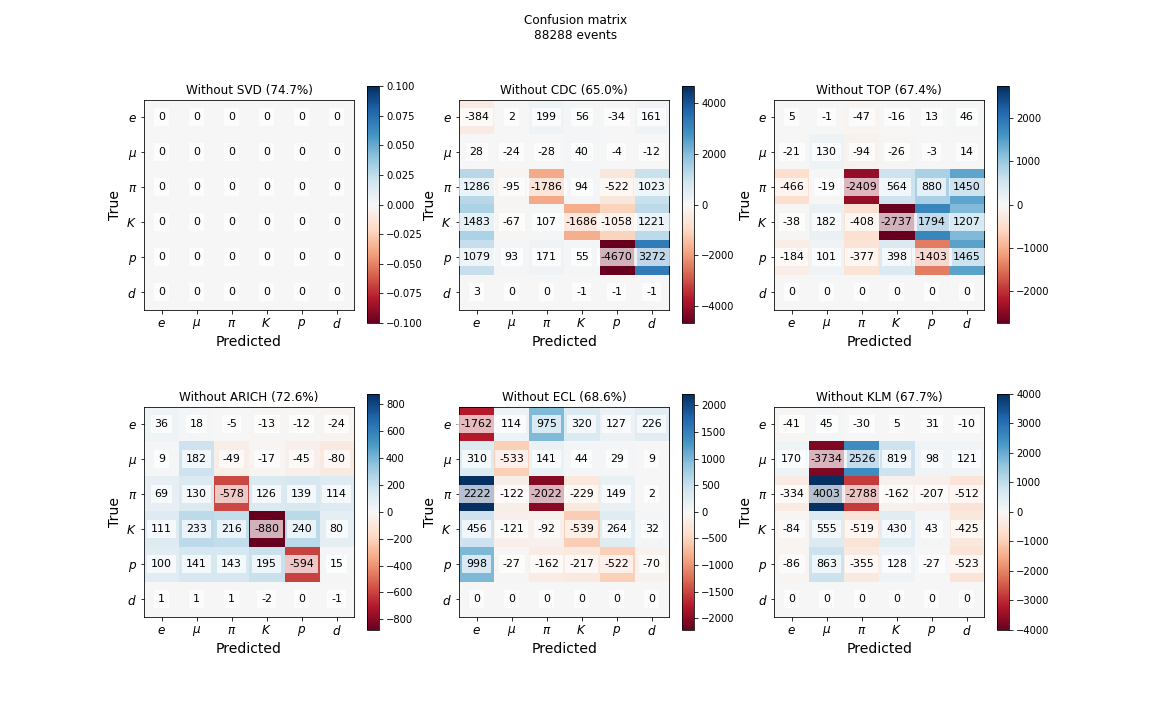 Confusion matrix
88288 events
Without SVD (74.7%)
True
e 0 0 0 0 0 0
μ 0 0 0 0 0 0
π 0 0 0 0 0 0
K 0 0 0 0 0 0
p 0 0 0 0 0 0
d 0 0 0 0 0 0
e μ π K p d
Predicted
0.100
0.075
0.050
0.025
0.000
−0.025
−0.050
−0.075
−0.100
Without CDC (65.0%)
True
e -384 2 199 56 -34 161
μ 28 -24 -28 40 -4 -12
π 1286 -95 -1786 94 -522 1023
K 1483 -67 107 -1686 -1058 1221
p 1079 93 171 55 -4670 3272
d 3 0 0 -1 -1 -1
e μ π K p d
Predicted
4000
2000
0
−2000
−4000
Without TOP (67.4%)
True
e 5 -1 -47 -16 13 46
μ -21 130 -94 -26 -3 14
π -466 -19 -2409 564 880 1450
K -38 182 -408 -2737 1794 1207
p -184 101 -377 398 -1403 1465
d 0 0 0 0 0 0
e μ π K p d
Predicted
2000
1000
0
−1000
−2000
Without ARICH (72.6%)
True
e 36 18 -5 -13 -12 -24
μ 9 182 -49 -17 -45 -80
π 69 130 -578 126 139 114
K 111 233 216 -880 240 80
p 100 141 143 195 -594 15
d 1 1 1 -2 0 -1
e μ π K p d
Predicted
800
600
400
200
0
−200
−400
−600
−800
Without ECL (68.6%)
True
e -1762 114 975 320 127 226
μ 310 -533 141 44 29 9
π 2222 -122 -2022 -229 149 2
K 456 -121 -92 -539 264 32
p 998 -27 -162 -217 -522 -70
d 0 0 0 0 0 0
e μ π K p d
Predicted
2000
1500
1000
500
0
−500
−1000
−1500
−2000
Without KLM (67.7%)
True
e -41 45 -30 5 31 -10
μ 170 -3734 2526 819 98 121
π -334 4003 -2788 -162 -207 -512
K -84 555 -519 430 43 -425
p -86 863 -355 128 -27 -523
d 0 0 0 0 0 0
e μ π K p d
Predicted
4000
3000
2000
1000
0
−1000
−2000
−3000
−4000